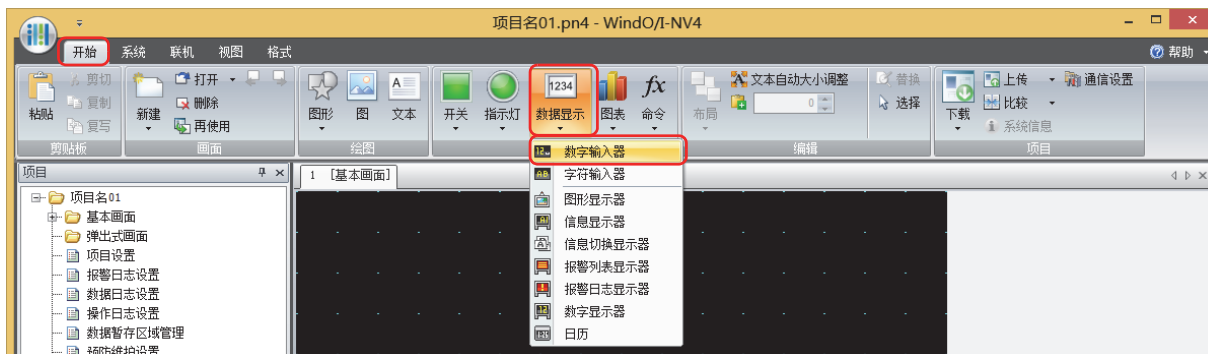 项目名01.pn4 - WindO/I-NV4
开始 系统 联机 视图 格式 帮助
粘贴 剪切 复制 复写 剪贴板
新建 打开 删除 再使用 画面
图形 图 文本 绘图
开关 指示灯 1234 数据显示 图表 fx 命令
布局 文本自动大小调整 0 替换 选择 编辑
下载 上传 比较 系统信息 通信设置 项目
数字输入器
字符输入器
图形显示器
信息显示器
信息切换显示器
报警列表显示器
报警日志显示器
数字显示器
日历
项目
1 [基本画面]
项目名01
基本画面
弹出式画面
项目设置
报警日志设置
数据日志设置
操作日志设置
数据暂存区域管理
预防维护设置